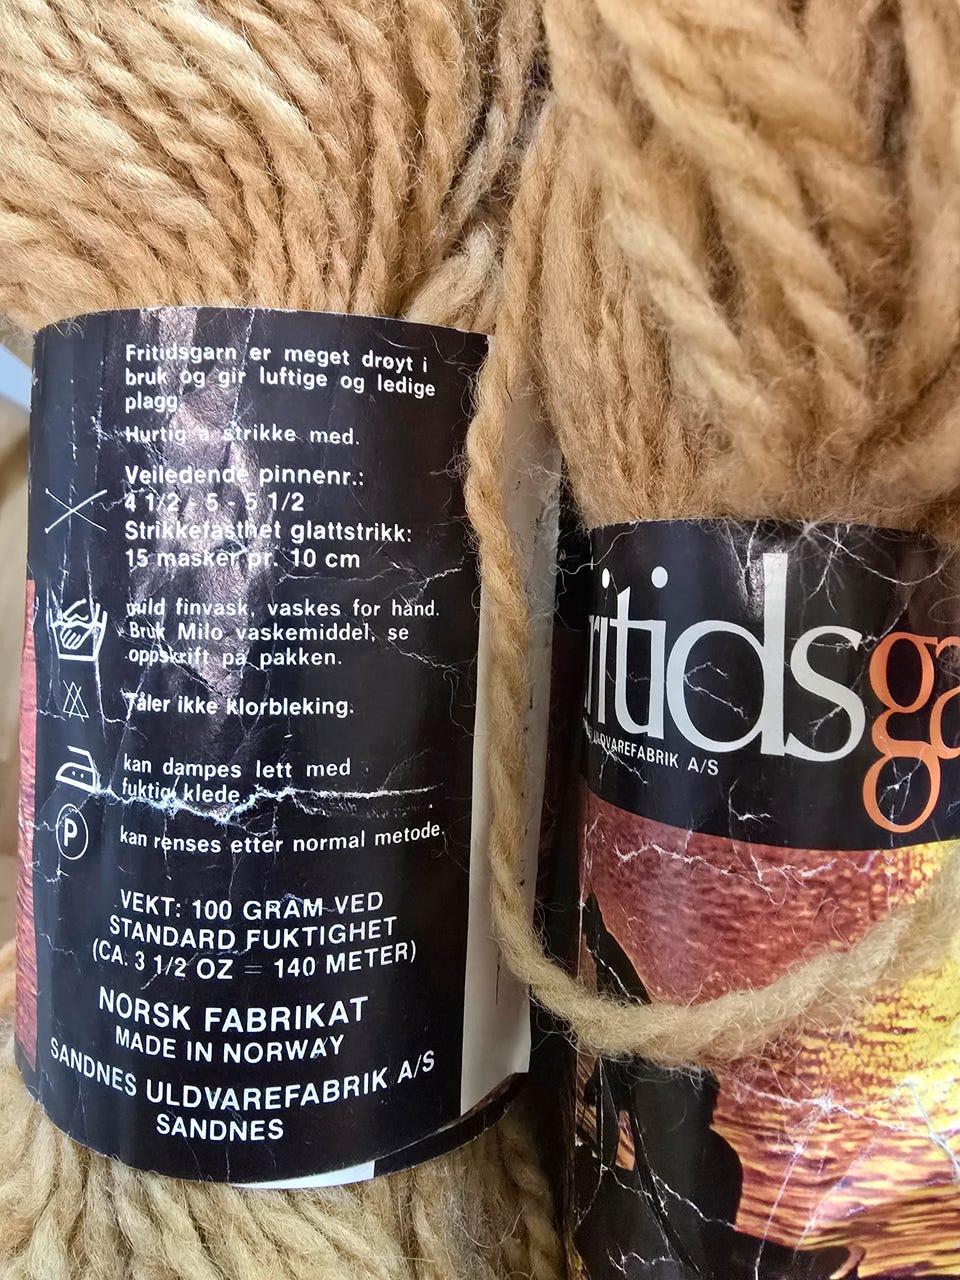 Fritidsgarn er meget drøyt i
bruk og gir luftige og ledige
plagg.
Hurtig å strikke med.
Veiledende pinnenr.:
4 1/2 - 5 - 5 1/2
Strikkefasthet glattstrikk:
15 masker pr. 10 cm
mild finvask, vaskes for hånd.
Bruk Milo vaskemiddel, se
oppskrift på pakken.
Tåler ikke klorbleking.
kan dampes lett med
fuktig klede.
P
kan renses etter normal metode.
VEKT: 100 GRAM VED
STANDARD FUKTIGHET
(CA. 3 1/2 OZ = 140 METER)
NORSK FABRIKAT
MADE IN NORWAY
SANDNES ULDVAREFABRIK A/S
SANDNES
ritidsga
ULDVAREFABRIK A/S